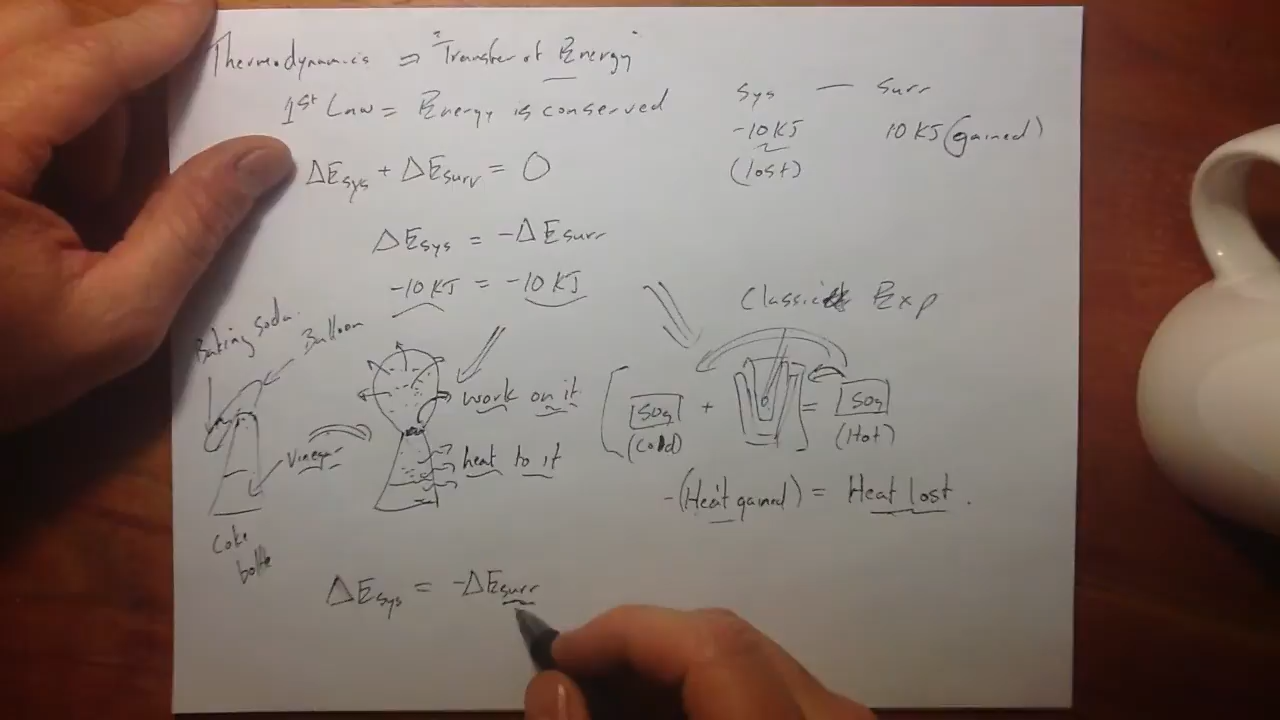 Thermodynamics ⇒ "Transfer of Energy"
1st Law = Energy is conserved
Sys — Surr
-10 KJ 10 KJ (gained)
(lost)
ΔEsys + ΔEsurr = 0
ΔEsys = -ΔEsurr
-10 KJ = -10 KJ
Classic Exp
Baking Soda.
Balloon
work on it
50g + = 50g
(Cold) (Hot)
Vinegar
heat to it
-(Heat gained) = Heat lost.
Coke
bottle
ΔEsys = -ΔEsurr